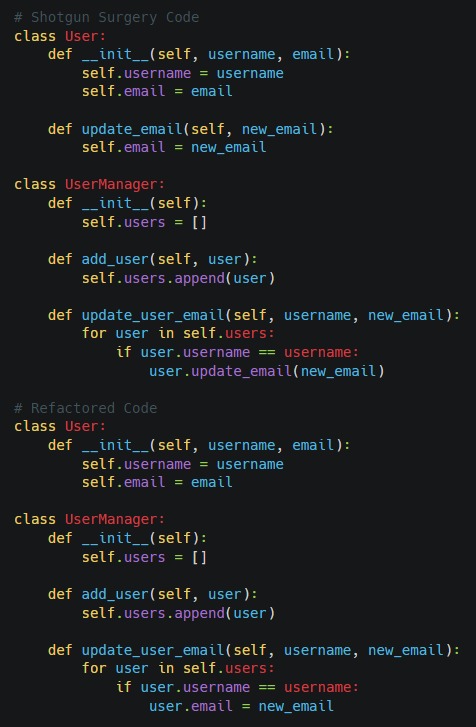 # Shotgun Surgery Code
class User:
    def __init__(self, username, email):
        self.username = username
        self.email = email

    def update_email(self, new_email):
        self.email = new_email

class UserManager:
    def __init__(self):
        self.users = []

    def add_user(self, user):
        self.users.append(user)

    def update_user_email(self, username, new_email):
        for user in self.users:
            if user.username == username:
                user.update_email(new_email)

# Refactored Code
class User:
    def __init__(self, username, email):
        self.username = username
        self.email = email

class UserManager:
    def __init__(self):
        self.users = []

    def add_user(self, user):
        self.users.append(user)

    def update_user_email(self, username, new_email):
        for user in self.users:
            if user.username == username:
                user.email = new_email